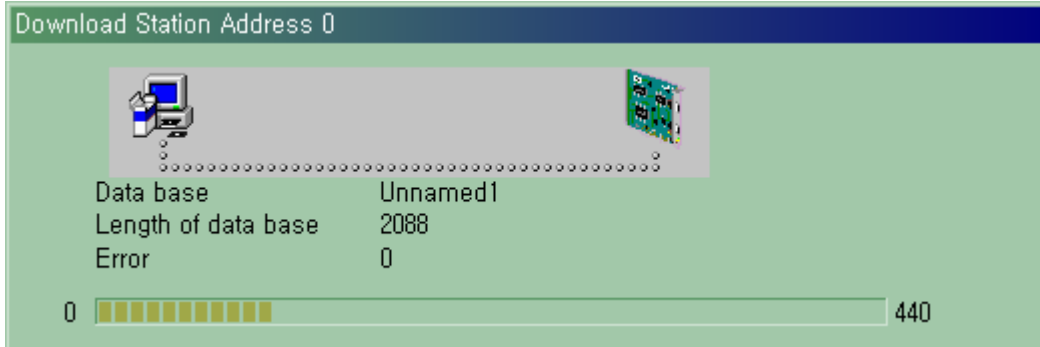 Download Station Address 0
Data base Unnamed1
Length of data base 2088
Error 0
0 440